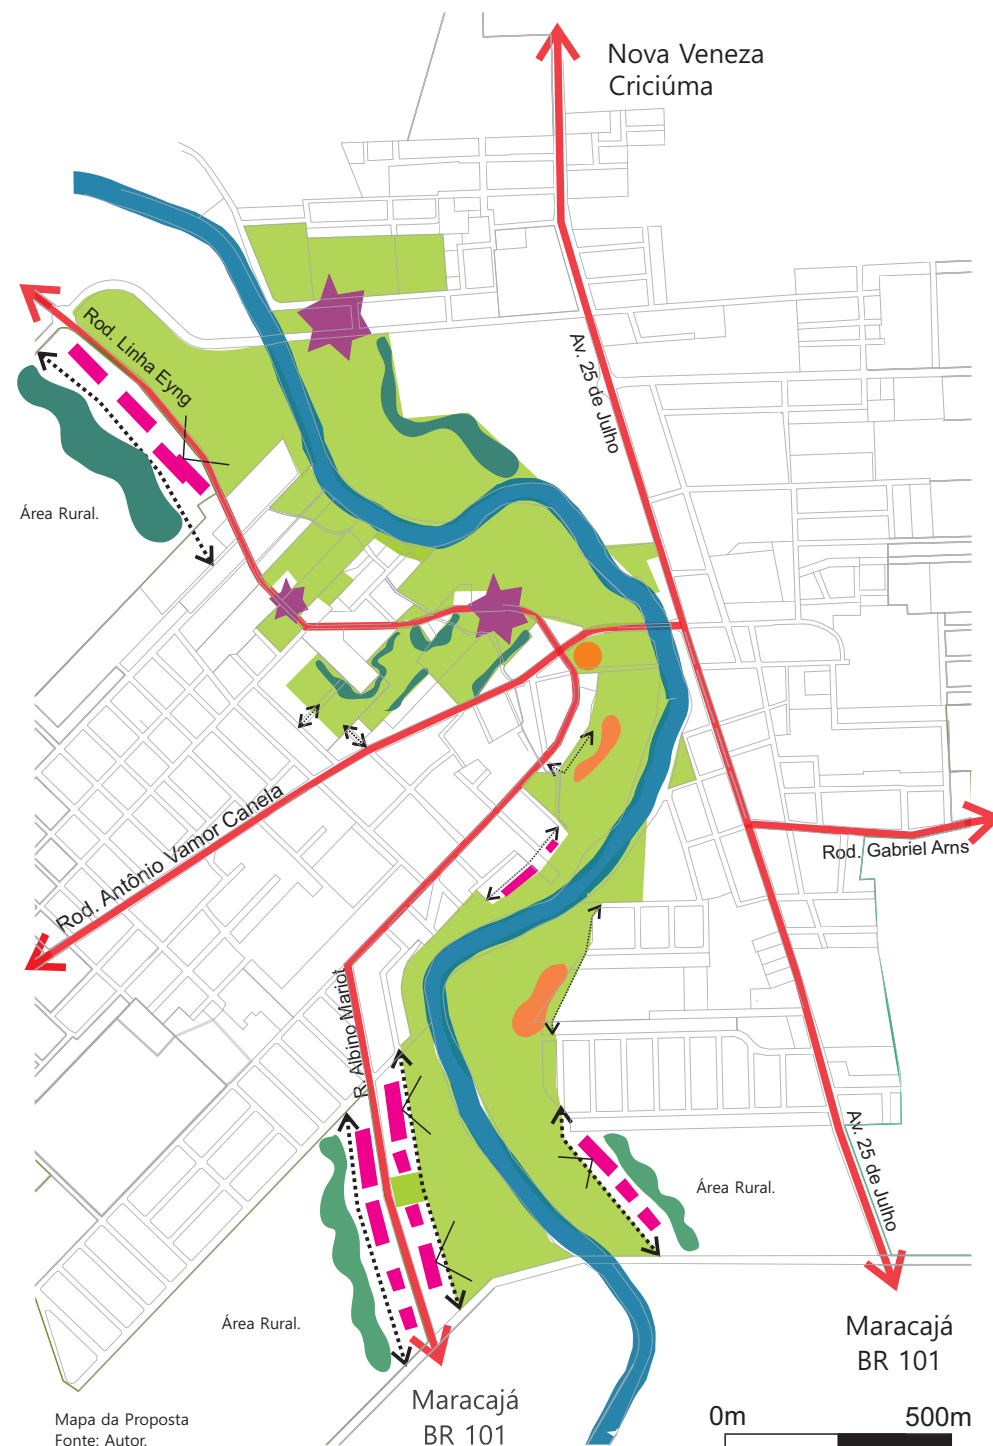 Nova Veneza
Criciúma
Rod. Linha Eyng
Av. 25 de Julho
Área Rural.
Rod. Antônio Vamor Canela
Rod. Gabriel Arns
R. Albino Mariot
Av. 25 de Julho
Área Rural.
Área Rural.
Maracajá
BR 101
Maracajá
BR 101
Mapa da Proposta
Fonte: Autor.
0m 500m